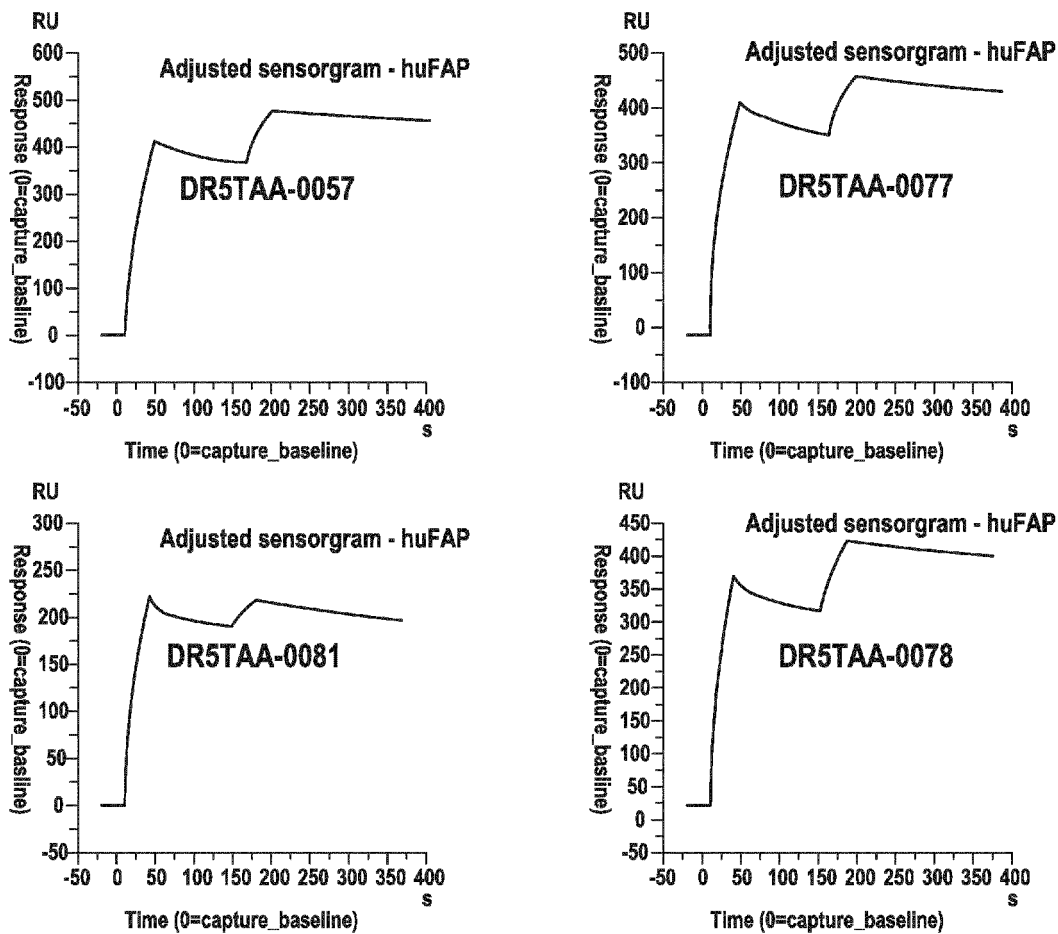 RU
600
500
400
300
200
100
0
-100
Response (0=capture_basline)
Adjusted sensorgram - huFAP
DR5TAA-0057
-50 0 50 100 150 200 250 300 350 400
s
Time (0=capture_baseline)
RU
500
400
300
200
100
0
-100
Response (0=capture_basline)
Adjusted sensorgram - huFAP
DR5TAA-0077
-50 0 50 100 150 200 250 300 350 400
s
Time (0=capture_baseline)
RU
300
250
200
150
100
50
0
-50
Response (0=capture_basline)
Adjusted sensorgram - huFAP
DR5TAA-0081
-50 0 50 100 150 200 250 300 350 400
s
Time (0=capture_baseline)
RU
450
400
350
300
250
200
150
100
50
0
-50
Response (0=capture_basline)
Adjusted sensorgram - huFAP
DR5TAA-0078
-50 0 50 100 150 200 250 300 350 400
s
Time (0=capture_baseline)